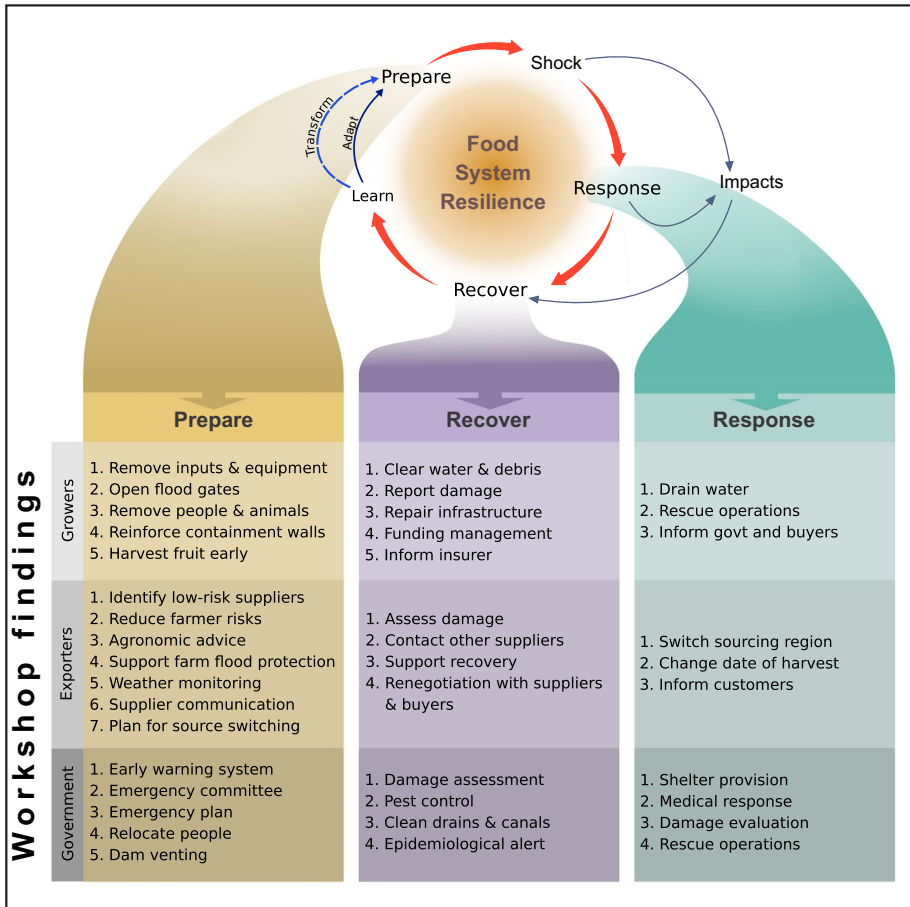 Prepare
Shock
Transform
Adapt
Food
System
Resilience
Learn
Response
Impacts
Recover
Prepare
Recover
Response
Workshop findings
Growers
1. Remove inputs & equipment
2. Open flood gates
3. Remove people & animals
4. Reinforce containment walls
5. Harvest fruit early
1. Clear water & debris
2. Report damage
3. Repair infrastructure
4. Funding management
5. Inform insurer
1. Drain water
2. Rescue operations
3. Inform govt and buyers
Exporters
1. Identify low-risk suppliers
2. Reduce farmer risks
3. Agronomic advice
4. Support farm flood protection
5. Weather monitoring
6. Supplier communication
7. Plan for source switching
1. Assess damage
2. Contact other suppliers
3. Support recovery
4. Renegotiation with suppliers
& buyers
1. Switch sourcing region
2. Change date of harvest
3. Inform customers
Government
1. Early warning system
2. Emergency committee
3. Emergency plan
4. Relocate people
5. Dam venting
1. Damage assessment
2. Pest control
3. Clean drains & canals
4. Epidemiological alert
1. Shelter provision
2. Medical response
3. Damage evaluation
4. Rescue operations